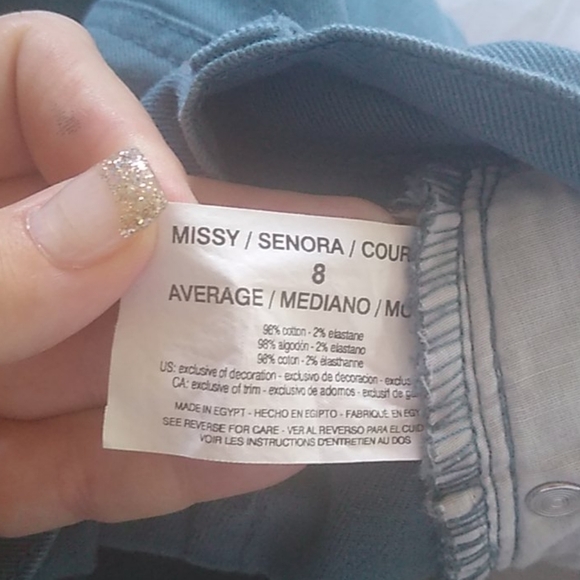 MISSY / SENORA / COUR
8
AVERAGE / MEDIANO / MO
98% cotton - 2% elastane
98% algodón - 2% elastano
98% coton - 2% élasthanne
US: exclusive of decoration - exclusivo de decoracion - exclus
CA: exclusive of trim - exclusivo de adornos - exclusif de
MADE IN EGYPT - HECHO EN EGIPTO - FABRIQUÉ EN EGY
SEE REVERSE FOR CARE - VER AL REVERSO PARA EL CUID
VOIR LES INSTRUCTIONS D'ENTRETIEN AU DOS